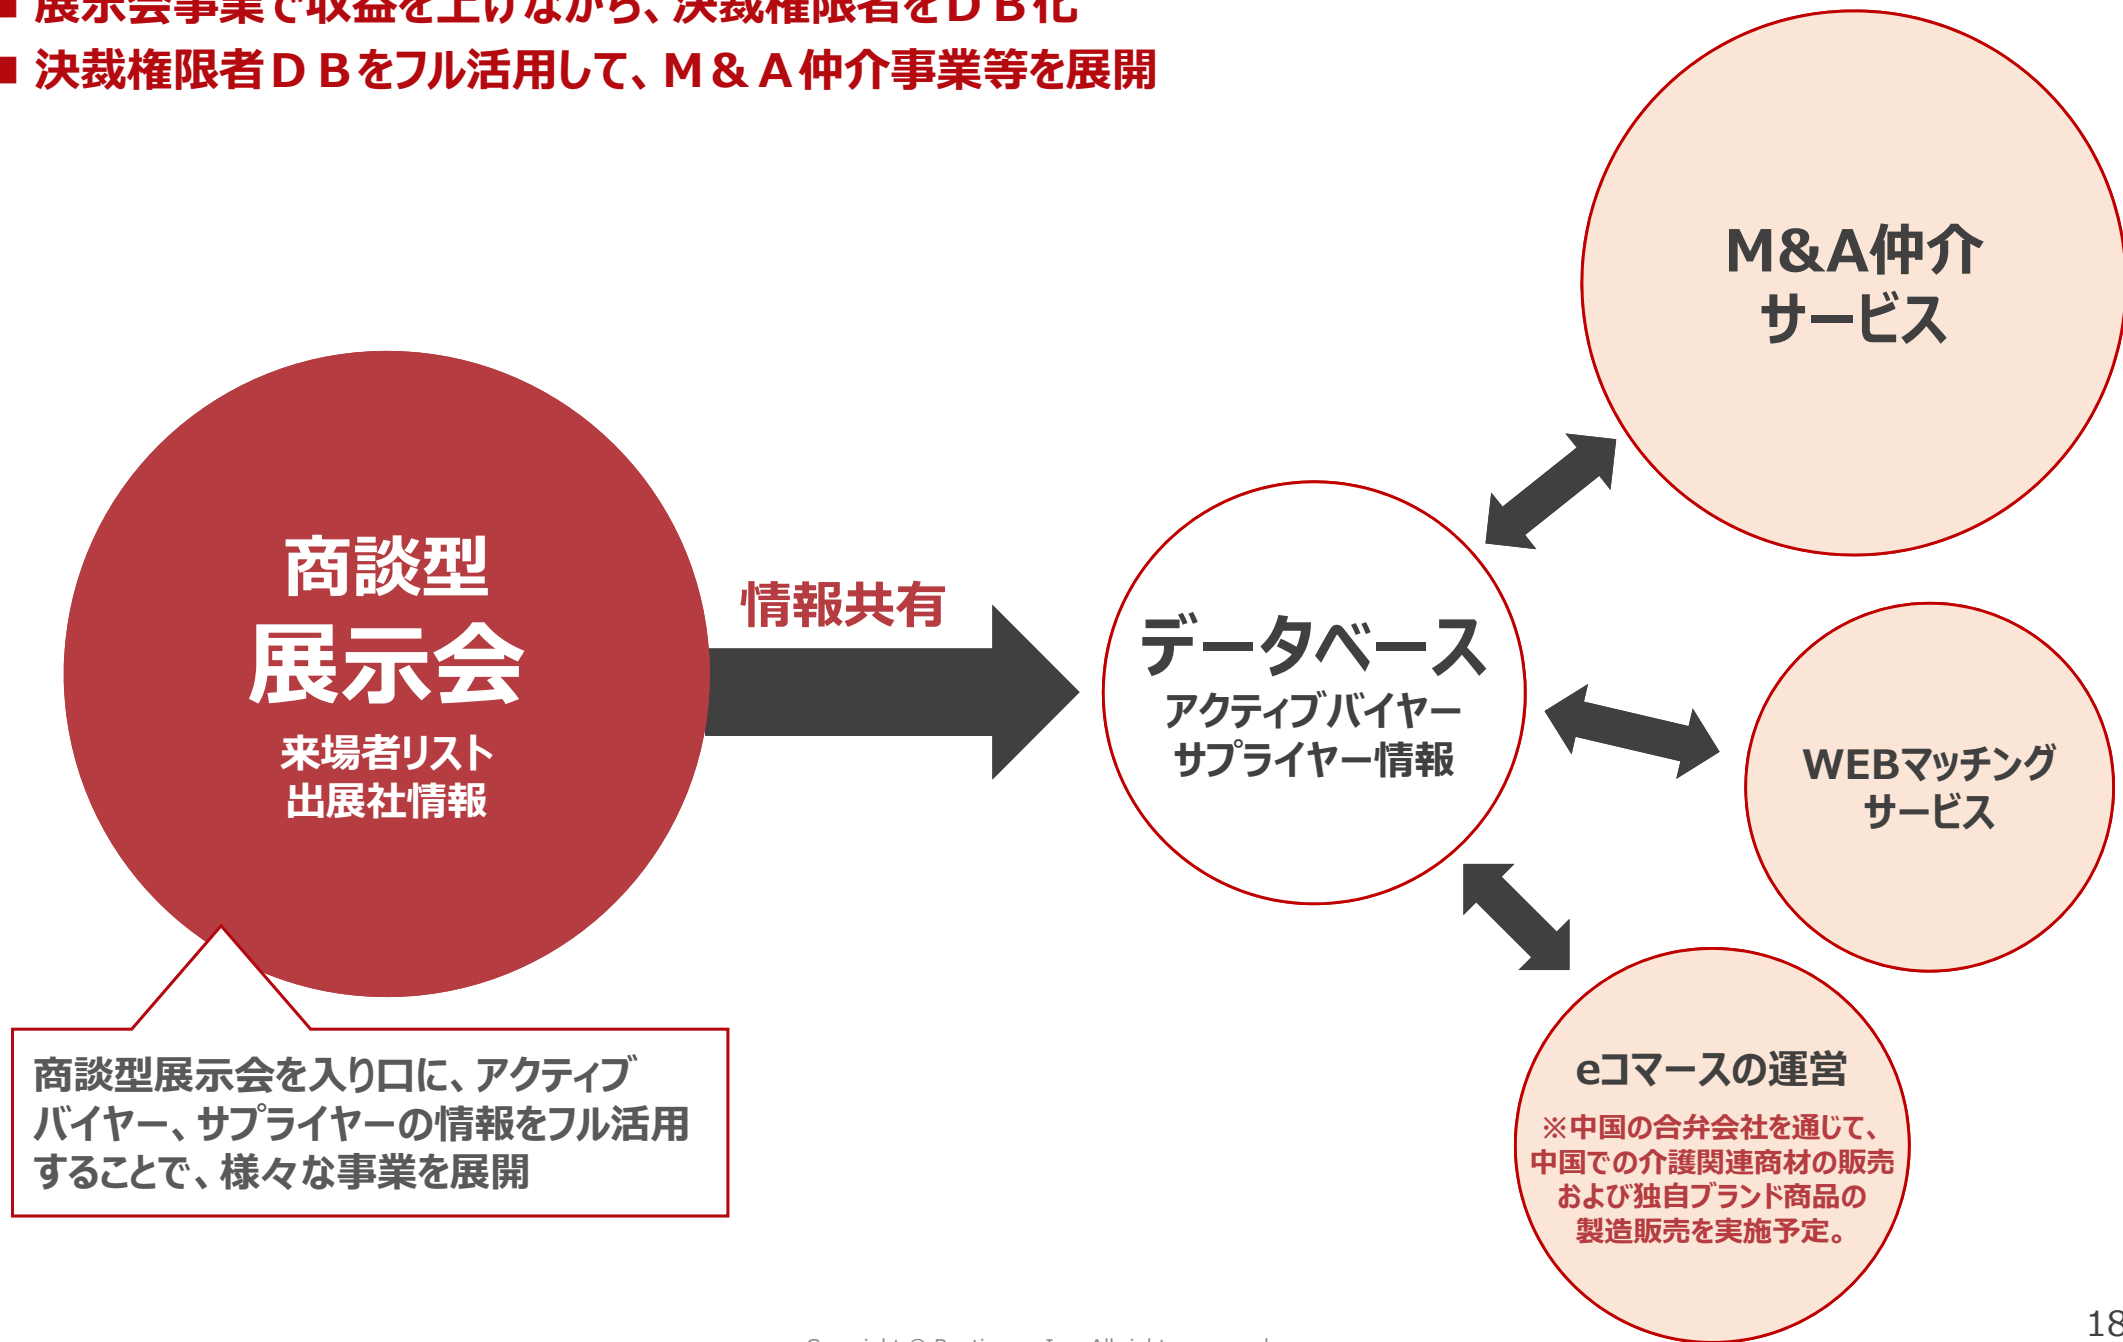 ■ 展示会事業で収益を上げながら、決裁権限者をＤＢ化
■ 決裁権限者ＤＢをフル活用して、Ｍ＆Ａ仲介事業等を展開
M&A仲介
サービス
商談型
展示会
来場者リスト
出展社情報
情報共有
データベース
アクティブバイヤー
サプライヤー情報
WEBマッチング
サービス
商談型展示会を入り口に、アクティブ
バイヤー、サプライヤーの情報をフル活用
することで、様々な事業を展開
eコマースの運営
※中国の合弁会社を通じて、
中国での介護関連商材の販売
および独自ブランド商品の
製造販売を実施予定。
18